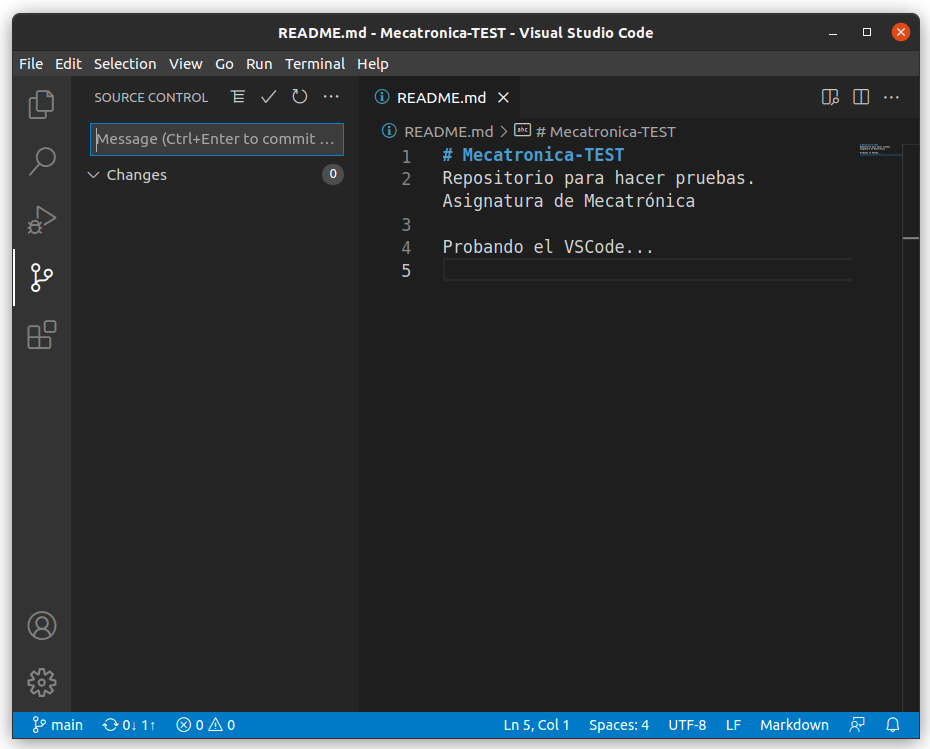 README.md - Mecatronica-TEST - Visual Studio Code
File Edit Selection View Go Run Terminal Help
SOURCE CONTROL
Message (Ctrl+Enter to commit ...
Changes 0
README.md
README.md > # Mecatronica-TEST
1 # Mecatronica-TEST
2 Repositorio para hacer pruebas.
Asignatura de Mecatrónica
3
4 Probando el VSCode...
5
main 0↓ 1↑ 0 0 Ln 5, Col 1 Spaces: 4 UTF-8 LF Markdown